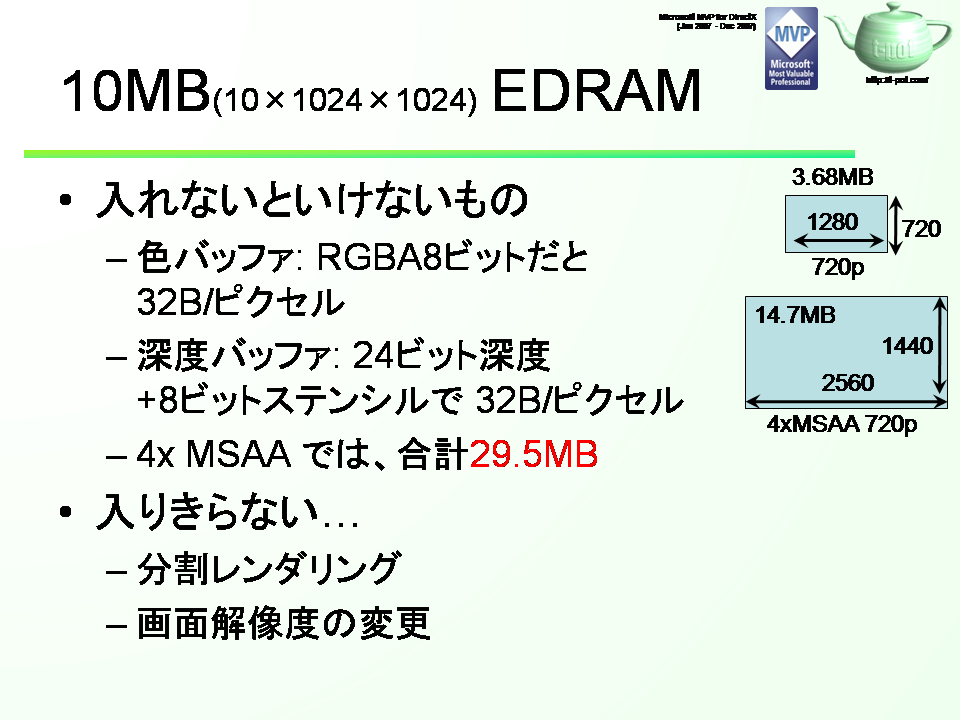 Microsoft MVP for DirectX
(Jan 2007 - Dec 2007)
MVP
Microsoft®
Most Valuable
Professional
t-pot
http://t-pot.com/
10MB(10×1024×1024) EDRAM
• 入れないといけないもの
– 色バッファ: RGBA8ビットだと
32B/ピクセル
– 深度バッファ: 24ビット深度
+8ビットステンシルで 32B/ピクセル
– 4x MSAA では、合計29.5MB
• 入りきらない…
– 分割レンダリング
– 画面解像度の変更
3.68MB
1280
720
720p
14.7MB
1440
2560
4xMSAA 720p